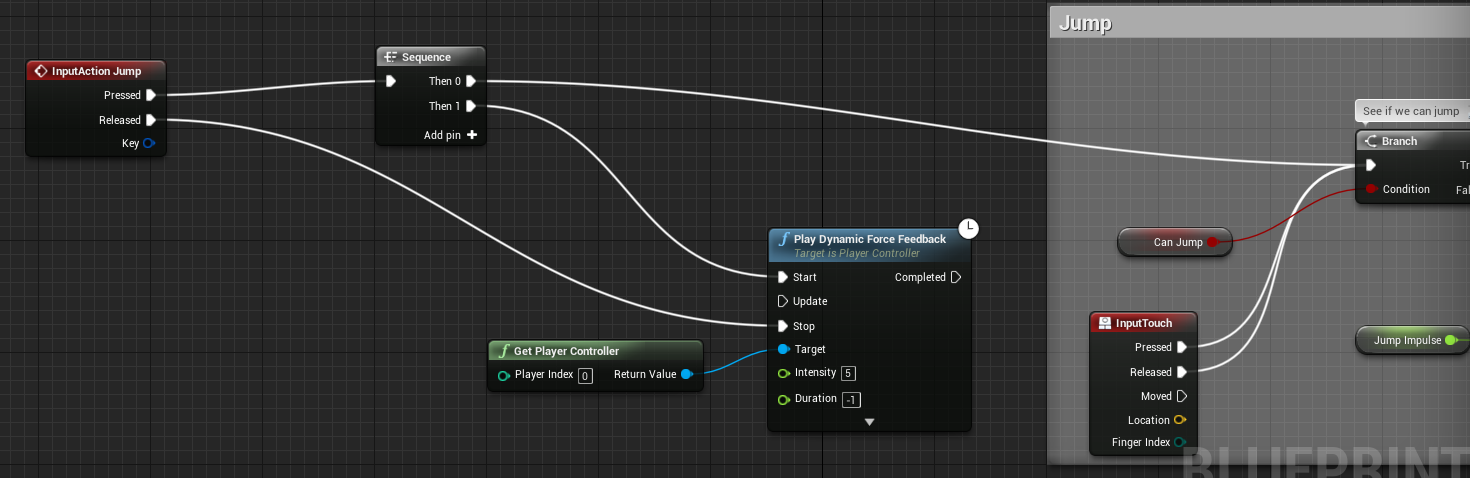 Jump
InputAction Jump
Pressed
Released
Key
Sequence
Then 0
Then 1
Add pin +
See if we can jump
Branch
Condition
Can Jump
Play Dynamic Force Feedback
Target is Player Controller
Start Completed
Update
Stop
Target
Intensity 5
Duration -1
Get Player Controller
Player Index 0 Return Value
InputTouch
Pressed
Released
Moved
Location
Finger Index
Jump Impulse
BLUEPRINT